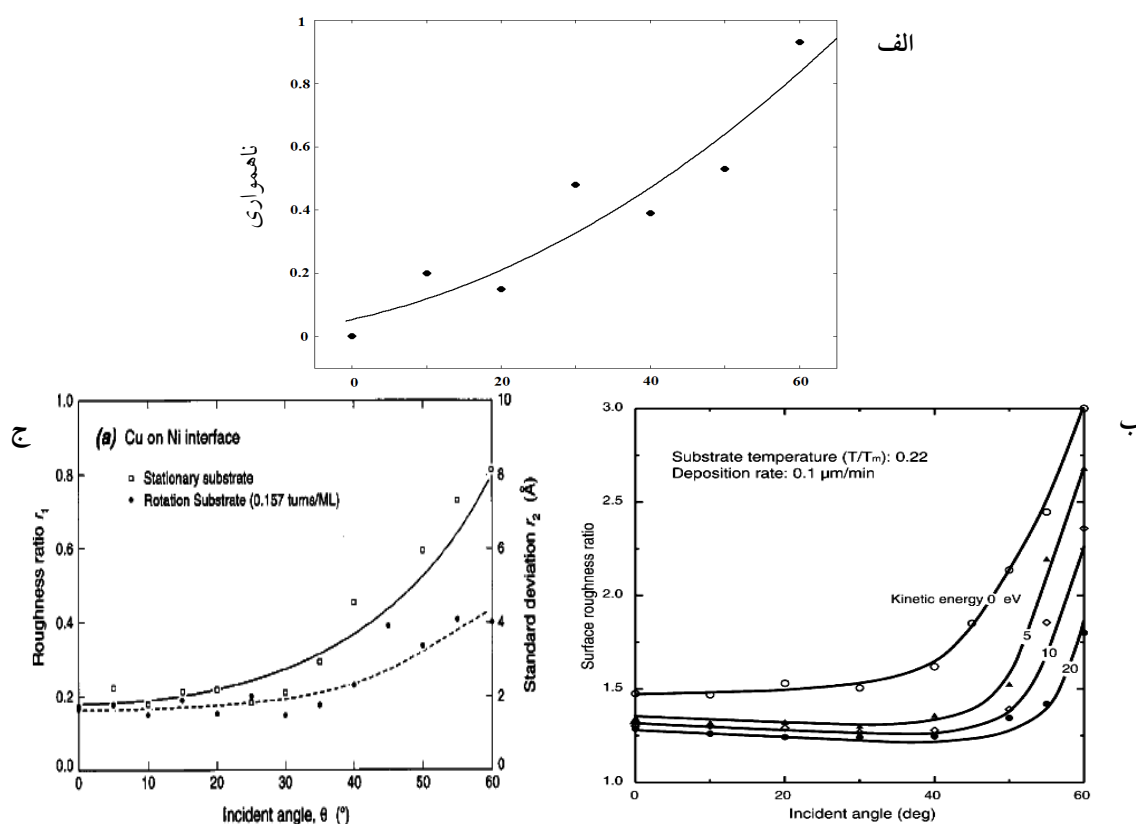 الف
1
0.8
0.6
0.4
0.2
0
ناهمواری
0 20 40 60
ج
1.0
0.8
0.6
0.4
0.2
0.0
Roughness ratio r₁
(a) Cu on Ni interface
Stationary substrate
Rotation Substrate (0.157 turns/ML)
10
8
6
4
2
0
Standard deviation r₂ (Å)
0 10 20 30 40 50 60
Incident angle, θ (°)
ب
3.0
2.5
2.0
1.5
1.0
Surface roughness ratio
Substrate temperature (T/Tₘ): 0.22
Deposition rate: 0.1 μm/min
Kinetic energy 0 eV
5
10
20
0 20 40 60
Incident angle (deg)